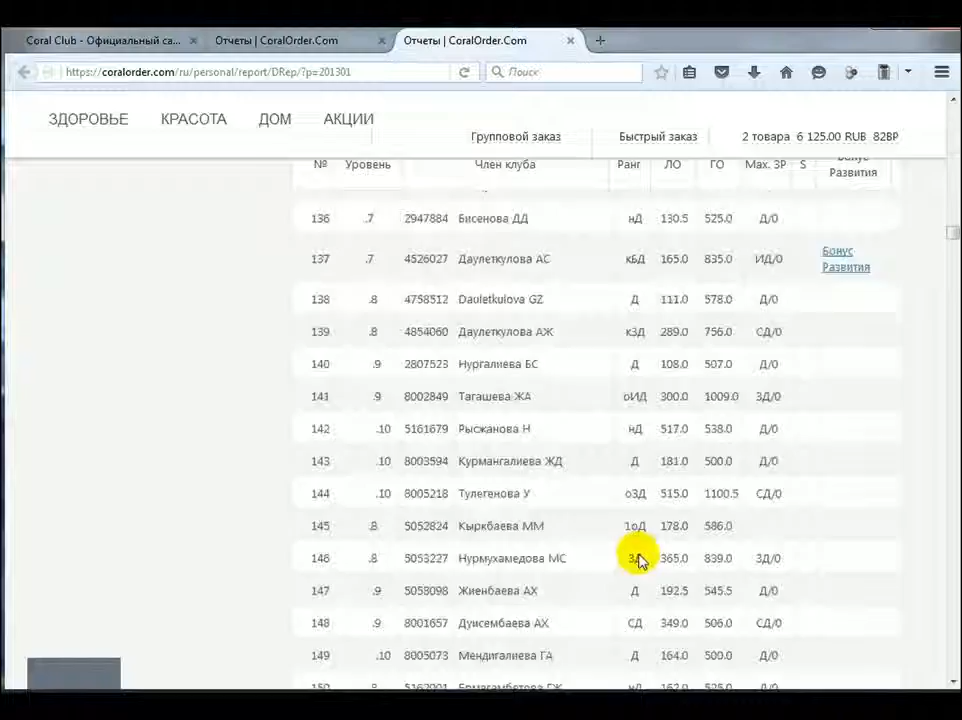 Coral Club - Официальный са...
Отчеты | CoralOrder.Com
Отчеты | CoralOrder.Com
https://coralorder.com/ru/personal/report/DRep/?p=201301
Поиск
ЗДОРОВЬЕ КРАСОТА ДОМ АКЦИИ
Групповой заказ Быстрый заказ 2 товара 6 125.00 RUB 82BP
№ Уровень Член клуба Ранг ЛО ГО Max. ЗР S Бонус Развития
136 .7 2947884 Бисенова ДД нД 130.5 525.0 Д/0
137 .7 4526027 Даулеткулова АС кБД 165.0 835.0 ИД/0 Бонус Развития
138 .8 4758512 Dauletkulova GZ Д 111.0 578.0 Д/0
139 .8 4854060 Даулеткулова АЖ кЗД 289.0 756.0 СД/0
140 .9 2807523 Нургалиева БС Д 108.0 507.0 Д/0
141 .9 8002849 Тагашева ЖА оИД 300.0 1009.0 ЗД/0
142 .10 5161679 Рысжанова Н нД 517.0 538.0 Д/0
143 .10 8003594 Курмангалиева ЖД Д 181.0 500.0 Д/0
144 .10 8005218 Тулегенова У оЗД 515.0 1100.5 СД/0
145 .8 5052824 Кыркбаева ММ 1оД 178.0 586.0
146 .8 5053227 Нурмухамедова МС ЗД 365.0 839.0 ЗД/0
147 .9 5058098 Жиенбаева АХ Д 192.5 545.5 Д/0
148 .9 8001657 Дуисембаева АХ СД 349.0 506.0 СД/0
149 .10 8005073 Мендигалиева ГА Д 164.0 500.0 Д/0